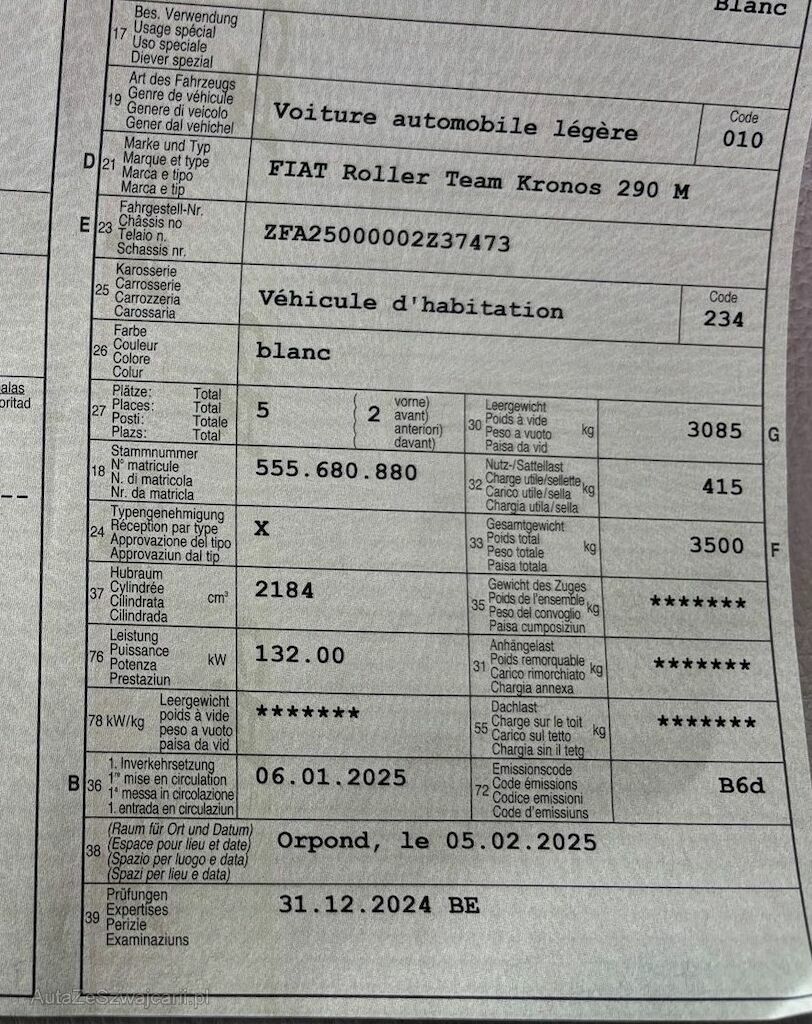 Blanc
17 Bes. Verwendung
Usage spécial
Uso speciale
Diever spezial
19 Art des Fahrzeugs
Genre de véhicule
Genere di veicolo
Gener dal vehichel
Voiture automobile légère
Code
010
D 21 Marke und Typ
Marque et type
Marca e tipo
Marca e tip
FIAT Roller Team Kronos 290 M
E 23 Fahrgestell-Nr.
Châssis no
Telaio n.
Schassis nr.
ZFA25000002Z37473
25 Karosserie
Carrosserie
Carrozzeria
Carossaria
Véhicule d'habitation
Code
234
26 Farbe
Couleur
Colore
Colur
blanc
alas
oritad
27 Plätze: Total
Places: Total
Posti: Totale
Plazs: Total
5
2
vorne)
avant)
anteriori)
davant)
30 Leergewicht
Poids à vide
Peso a vuoto
Paisa da vid
kg
3085 G
18 Stammnummer
N° matricule
N. di matricola
Nr. da matricla
555.680.880
32 Nutz-/Sattellast
Charge utile/sellette
Carico utile/sella
Chargia utila/sella
kg
415
--
24 Typengenehmigung
Réception par type
Approvazione del tipo
Approvaziun dal tip
X
33 Gesamtgewicht
Poids total
Peso totale
Paisa totala
kg
3500 F
37 Hubraum
Cylindrée
Cilindrata
Cilindrada
cm³
2184
35 Gewicht des Zuges
Poids de l'ensemble
Peso del convoglio
Paisa cumposiziun
kg
*******
76 Leistung
Puissance
Potenza
Prestaziun
kW
132.00
31 Anhängelast
Poids remorquable
Carico rimorchiato
Chargia annexa
kg
*******
78 kW/kg
Leergewicht
poids à vide
peso a vuoto
paisa da vid
*******
55 Dachlast
Charge sur le toit
Carico sul tetto
Chargia sin il tetg
kg
*******
B 36 1. Inverkehrsetzung
1re mise en circulation
1a messa in circolazione
1. entrada en circulaziun
06.01.2025
72 Emissionscode
Code émissions
Codice emissioni
Code d'emissiuns
B6d
38 (Raum für Ort und Datum)
(Espace pour lieu et date)
(Spazio per luogo e data)
(Spazi per lieu e data)
Orpond, le 05.02.2025
39 Prüfungen
Expertises
Perizie
Examinaziuns
31.12.2024 BE
AutaZeSzwajcarii.pl